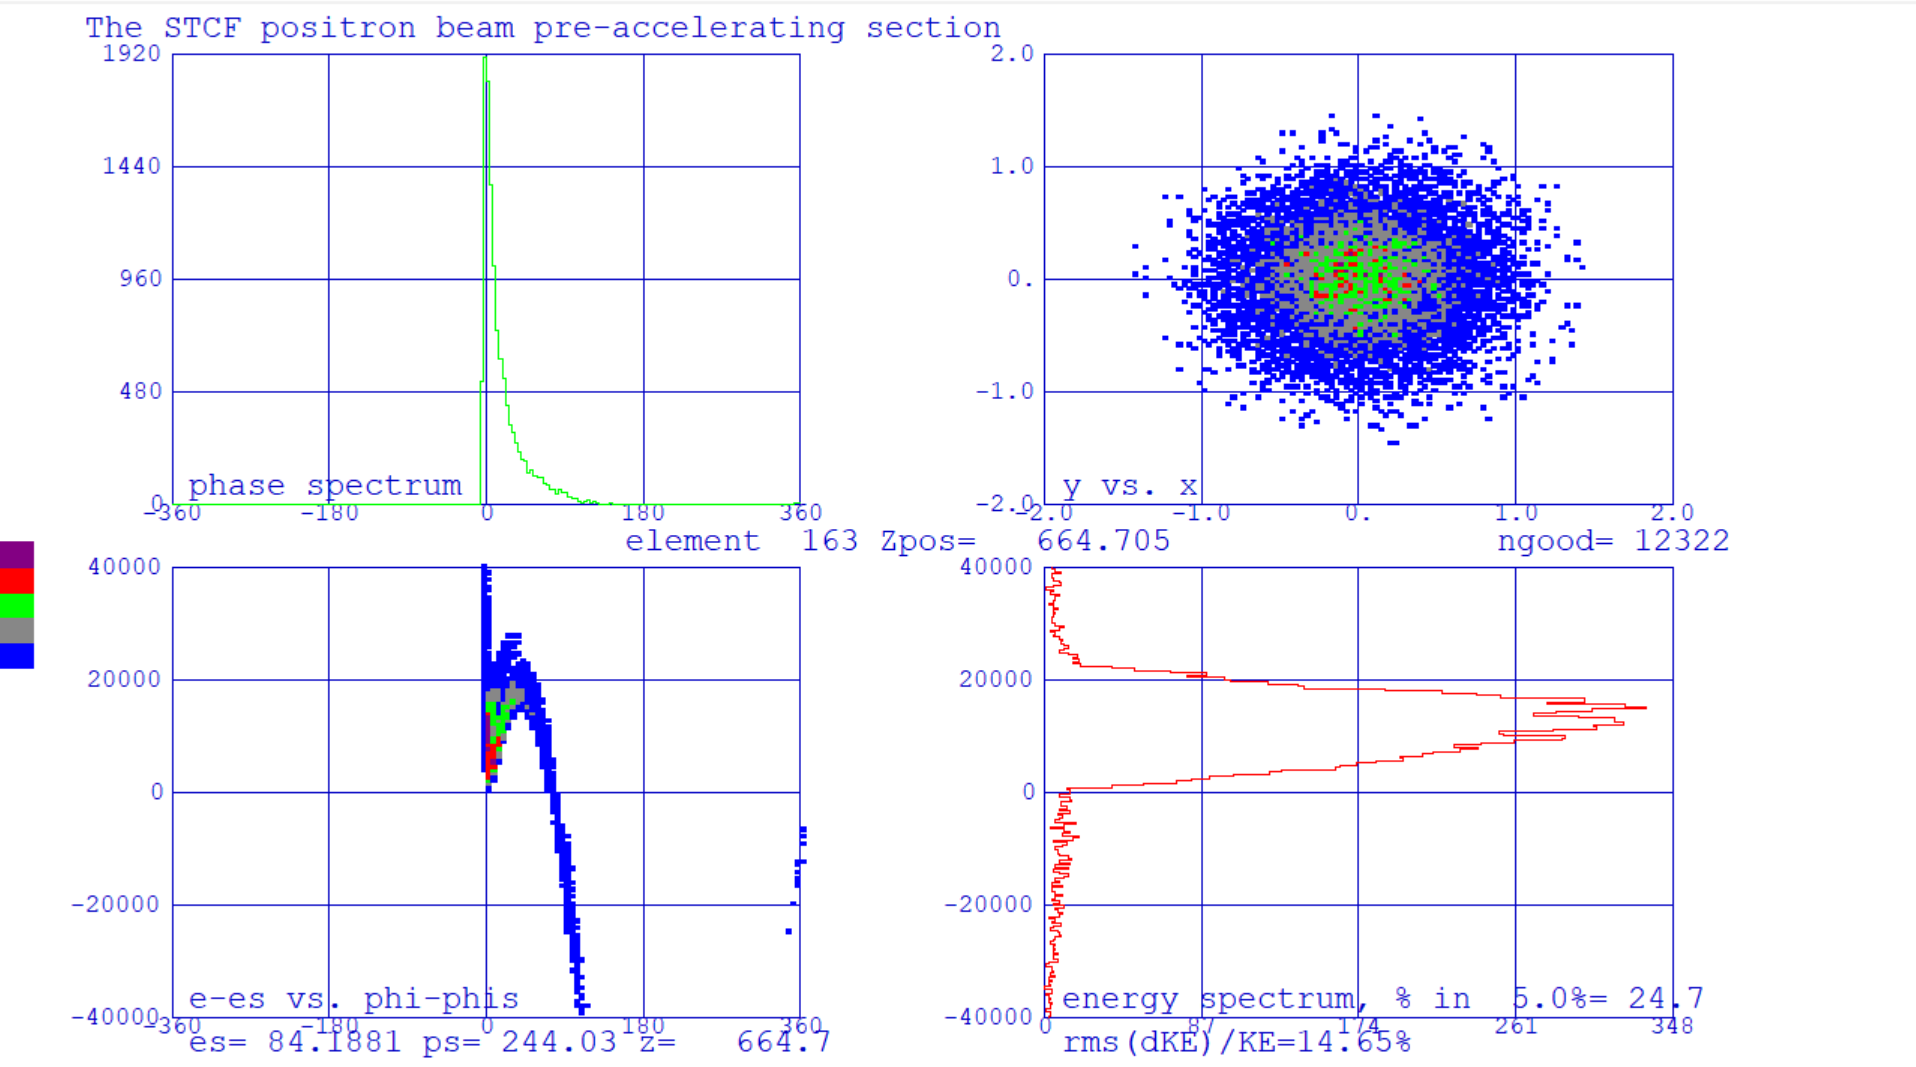 The STCF positron beam pre-accelerating section
1920
1440
960
480
0
-360 -180 0 180 360
phase spectrum
2.0
1.0
0.
-1.0
-2.0
-2.0 -1.0 0. 1.0 2.0
y vs. x
element 163 Zpos= 664.705 ngood= 12322
40000
20000
0
-20000
-40000
-360 -180 0 180 360
e-es vs. phi-phis
es= 84.1881 ps= 244.03 z= 664.7
40000
20000
0
-20000
-40000
0 87 174 261 348
energy spectrum, % in 5.0%= 24.7
rms(dKE)/KE=14.65%